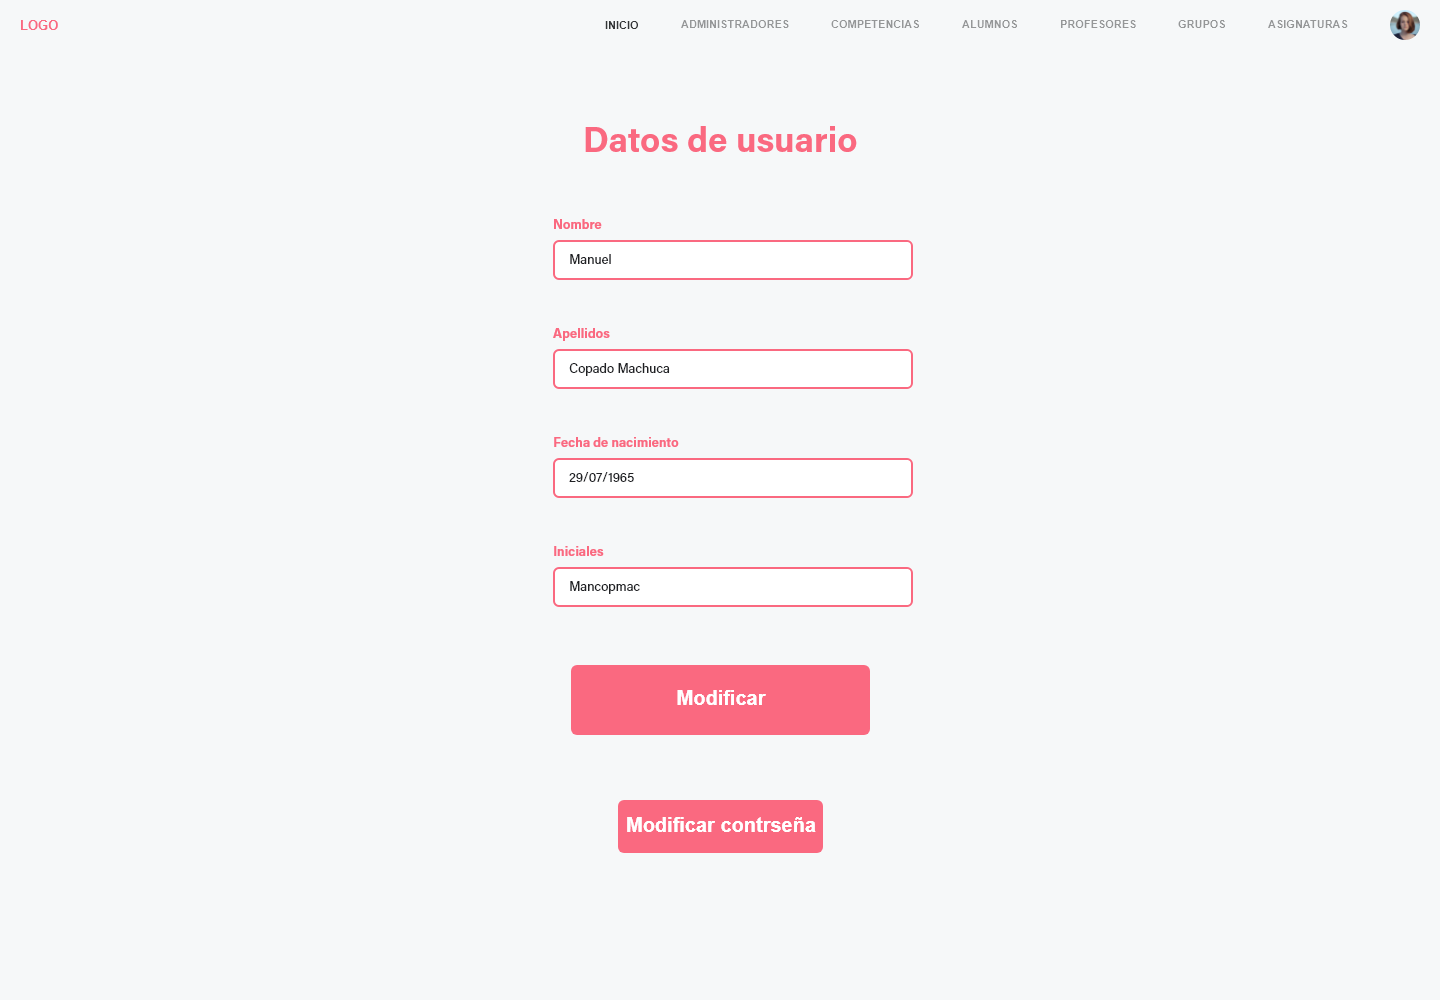 LOGO
INICIO ADMINISTRADORES COMPETENCIAS ALUMNOS PROFESORES GRUPOS ASIGNATURAS
Datos de usuario
Nombre
Manuel
Apellidos
Copado Machuca
Fecha de nacimiento
29/07/1965
Iniciales
Mancopmac
Modificar
Modificar contrseña